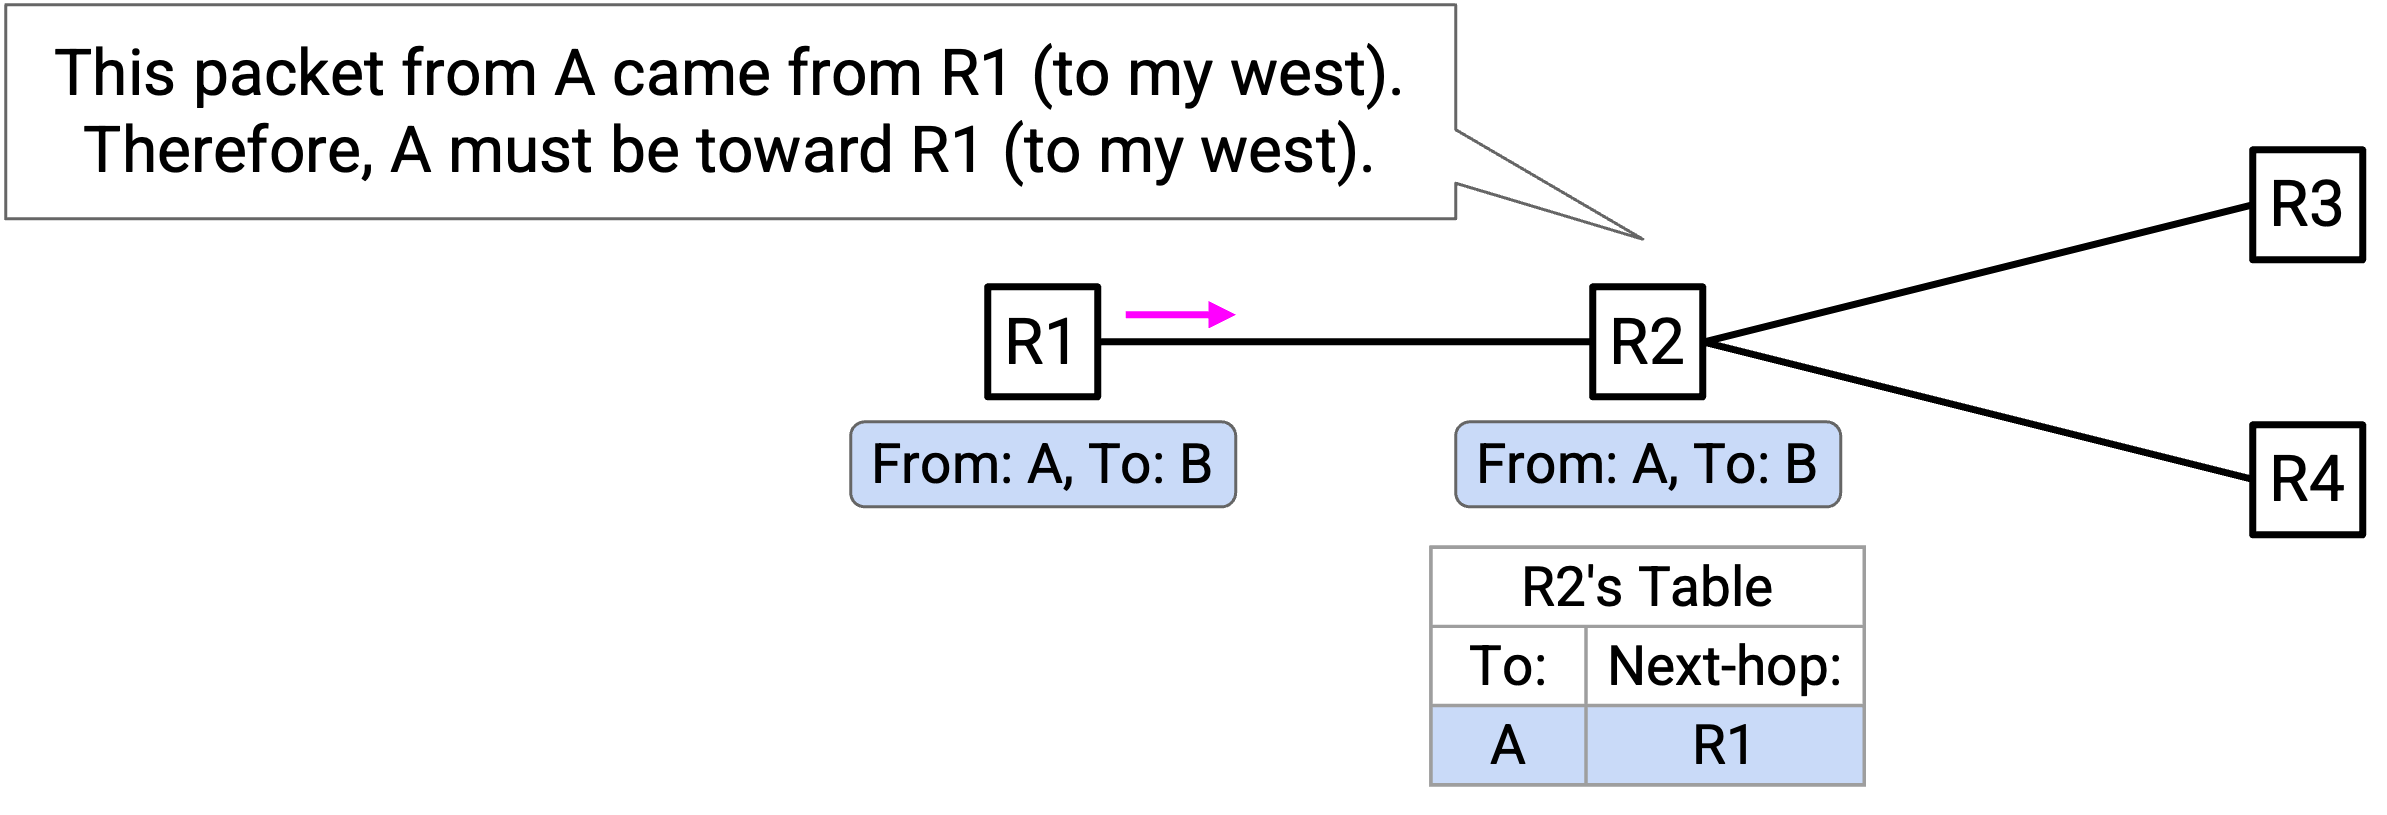 This packet from A came from R1 (to my west).
Therefore, A must be toward R1 (to my west).
R3
R1
R2
R4
From: A, To: B
From: A, To: B
R2's Table
To: Next-hop:
A R1